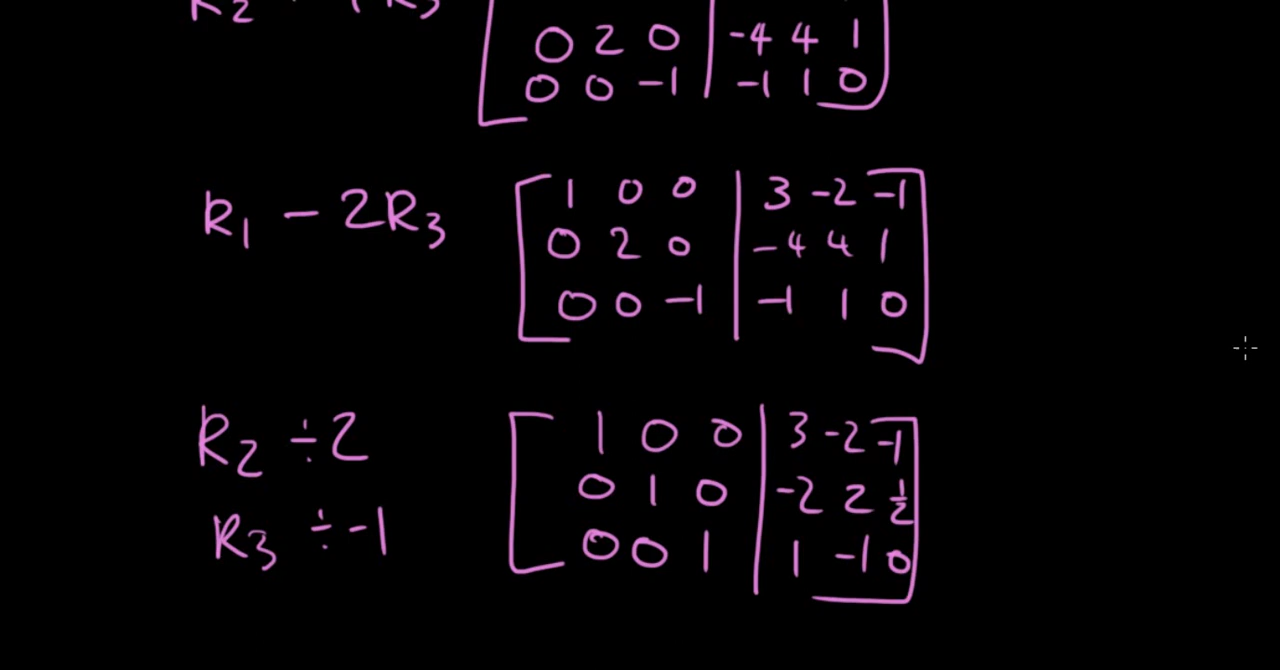 0 2 0 | -4 4 1
0 0 -1 | -1 1 0
R1 - 2R3
1 0 0 | 3 -2 -1
0 2 0 | -4 4 1
0 0 -1 | -1 1 0
R2 ÷ 2
R3 ÷ -1
1 0 0 | 3 -2 -1
0 1 0 | -2 2 1/2
0 0 1 | 1 -1 0